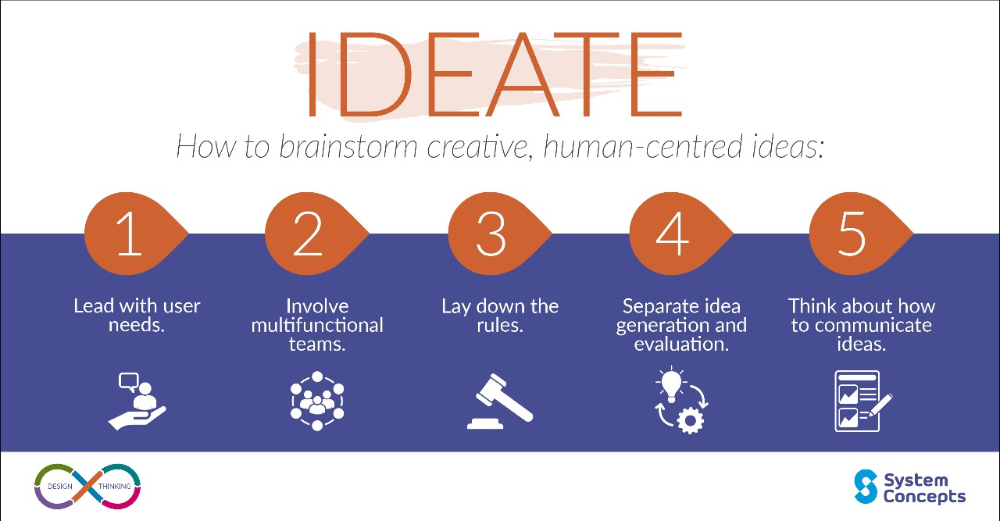 IDEATE
How to brainstorm creative, human-centred ideas:
1
2
3
4
5
Lead with user
needs.
Involve
multifunctional
teams.
Lay down the
rules.
Separate idea
generation and
evaluation.
Think about how
to communicate
ideas.
DESIGN THINKING
System
Concepts